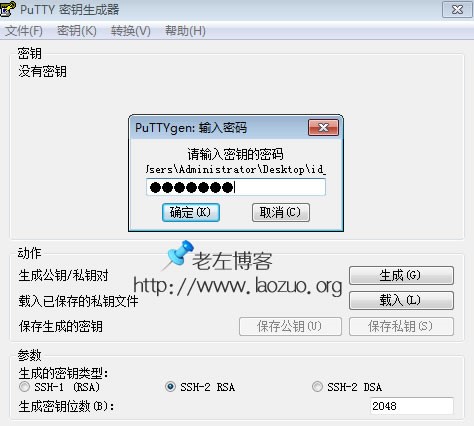 PuTTY 密钥生成器
文件(F) 密钥(K) 转换(V) 帮助(H)
密钥
没有密钥
PuTTYgen: 输入密码
请输入密钥的密码
Jsers\Administrator\Desktop\id_
●●●●●●●
确定(K) 取消(C)
动作
生成公钥/私钥对 生成(G)
老左博客
http://www.laozuo.org
载入已保存的私钥文件 载入(L)
保存生成的密钥 保存公钥(U) 保存私钥(S)
参数
生成的密钥类型:
SSH-1 (RSA) SSH-2 RSA SSH-2 DSA
生成密钥位数(B): 2048